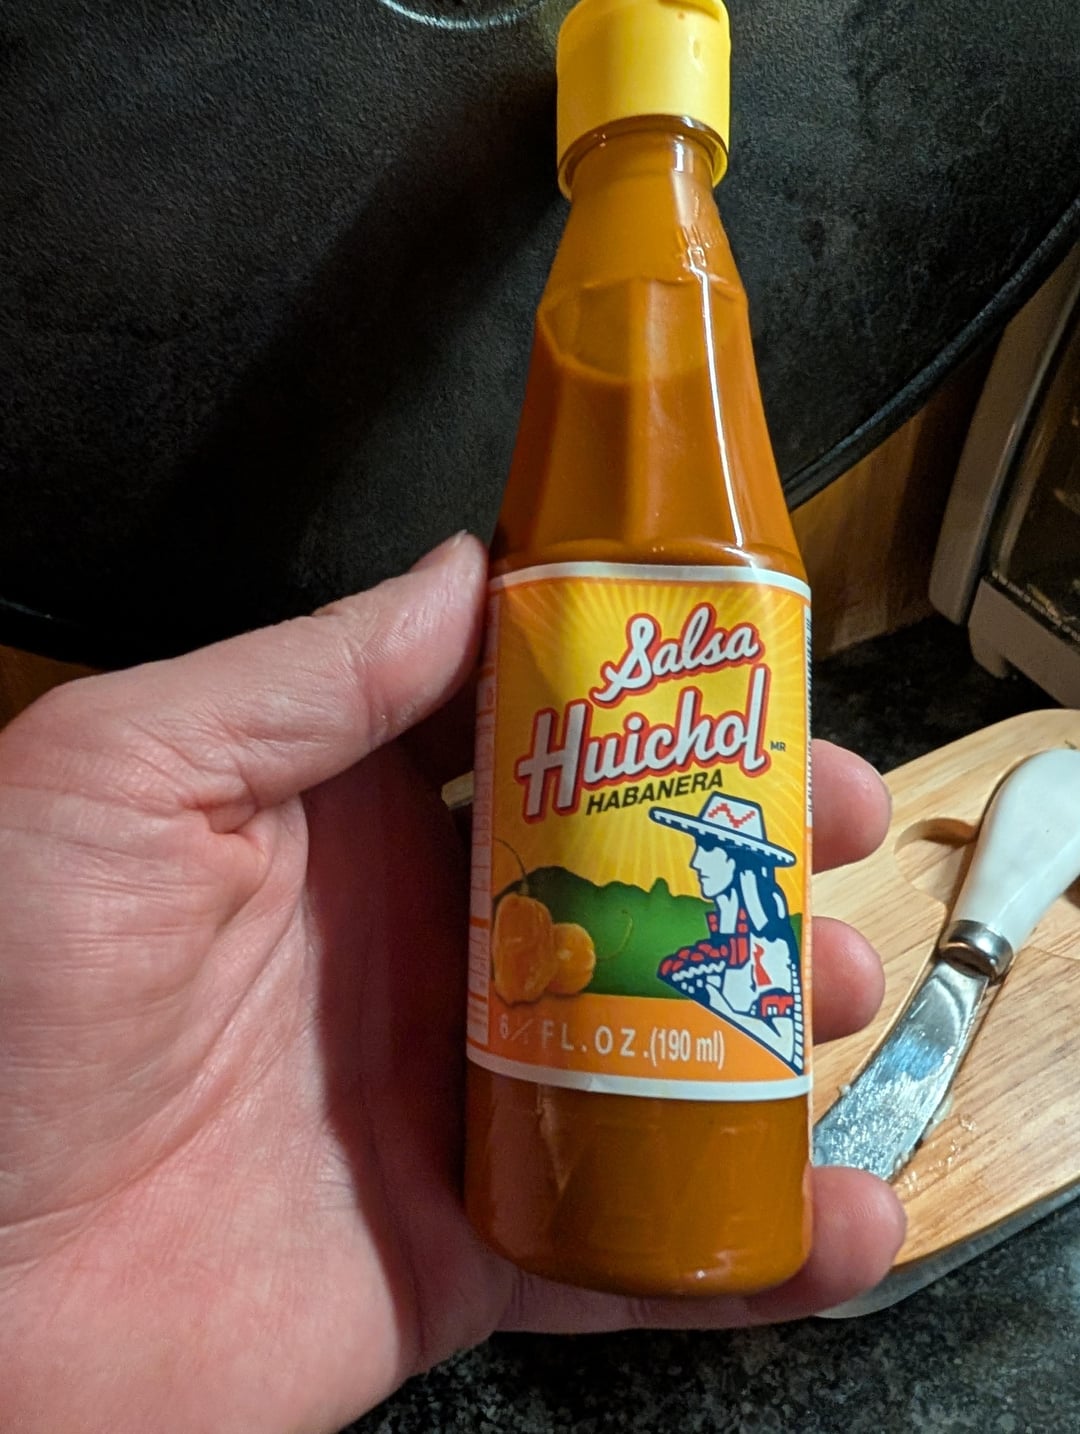 Salsa
Huichol MR
HABANERA
FL.OZ.(190 ml)